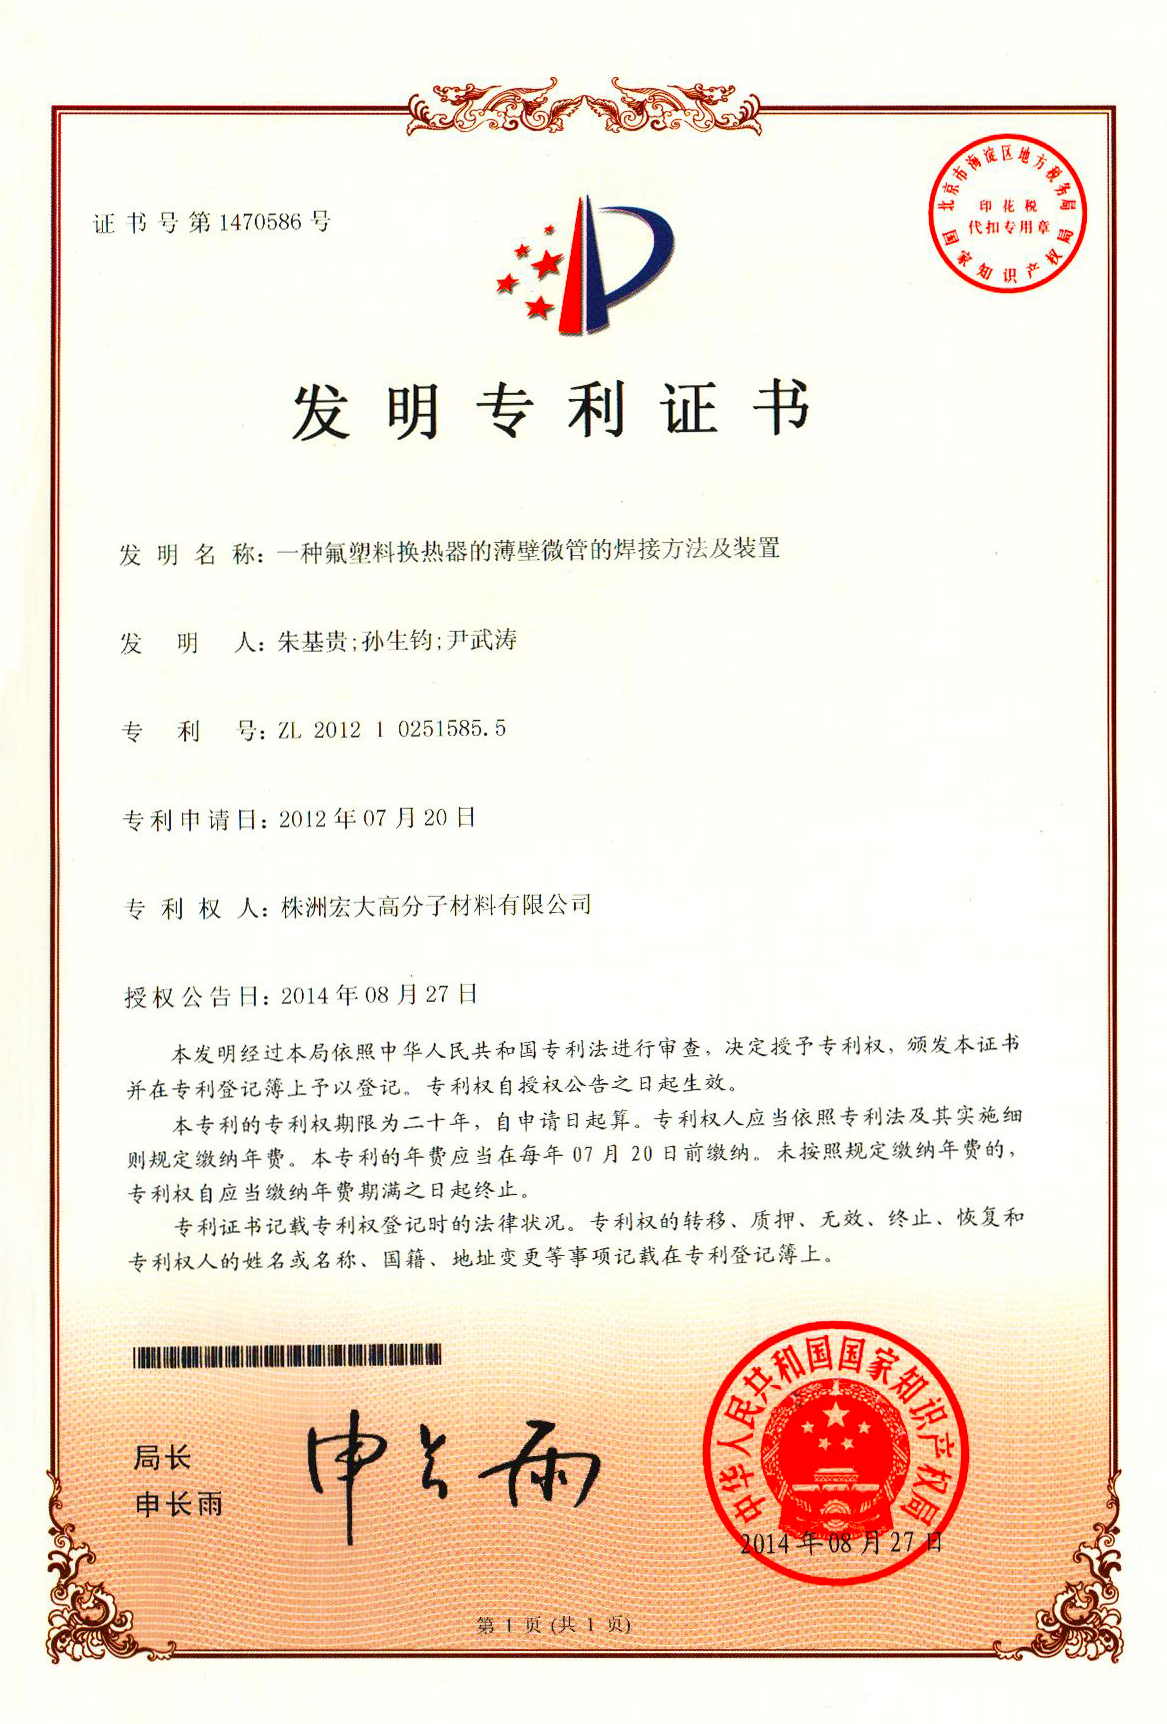 证书号第1470586号
北京市海淀区地方税务局
印花税
代扣专用章
国家知识产权局
发明专利证书
发明名称：一种氟塑料换热器的薄壁微管的焊接方法及装置
发明人：朱基贵;孙生钧;尹武涛
专利号：ZL 2012 1 0251585.5
专利申请日：2012年07月20日
专利权人：株洲宏大高分子材料有限公司
授权公告日：2014年08月27日
本发明经过本局依照中华人民共和国专利法进行审查，决定授予专利权，颁发本证书
并在专利登记簿上予以登记。专利权自授权公告之日起生效。
本专利的专利权期限为二十年，自申请日起算。专利权人应当依照专利法及其实施细
则规定缴纳年费。本专利的年费应当在每年07月20日前缴纳。未按照规定缴纳年费的，
专利权自应当缴纳年费期满之日起终止。
专利证书记载专利权登记时的法律状况。专利权的转移、质押、无效、终止、恢复和
专利权人的姓名或名称、国籍、地址变更等事项记载在专利登记簿上。
局长
申长雨
申长雨
中华人民共和国国家知识产权局
2014年08月27日
第 1 页 (共 1 页)